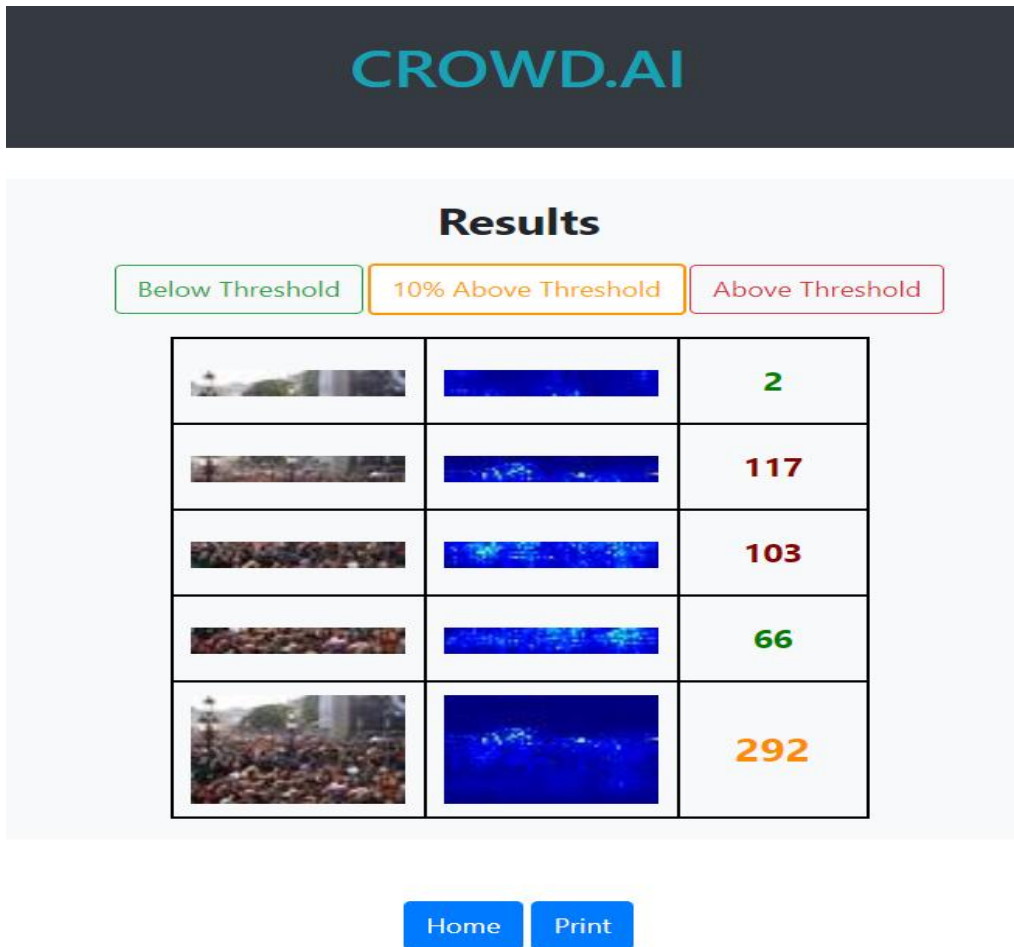 CROWD.AI
Results
Below Threshold 10% Above Threshold Above Threshold
2
117
103
66
292
Home Print